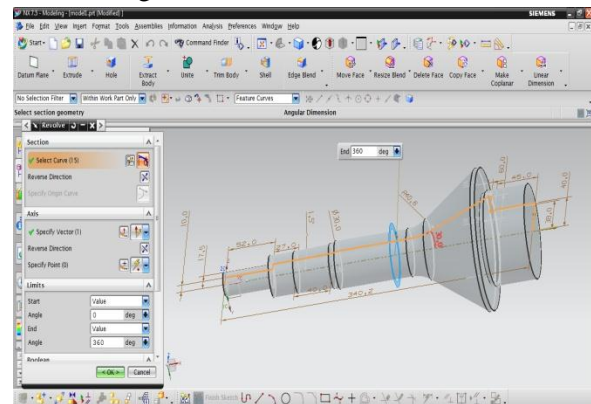 NX 7.5 - Modeling - [model1.prt (Modified)]
SIEMENS
File Edit View Insert Format Tools Assemblies Information Analysis Preferences Window Help
Start Command Finder
Datum Plane Extrude Hole Extract Body Unite Trim Body Shell Edge Blend Move Face Resize Blend Delete Face Copy Face Make Coplanar Linear Dimension
No Selection Filter Within Work Part Only Feature Curves
Select section geometry Angular Dimension
Revolve
Section
Select Curve (15)
Reverse Direction
Specify Origin Curve
Axis
Specify Vector (1)
Reverse Direction
Specify Point (0)
Limits
Start Value
Angle 0 deg
End Value
Angle 360 deg
Boolean
<OK> Cancel
End 360 deg
340,2
Finish Sketch